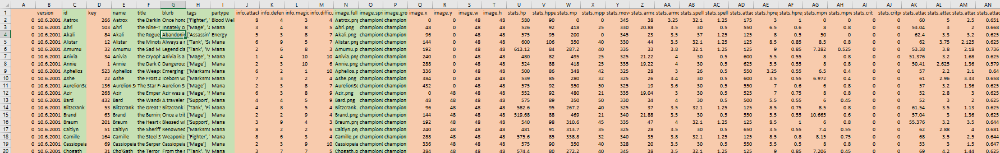 A B C D E F G H I J K L M N O P Q R S T U V W X Y Z AA AB AC AD AE AF AG AH AI AJ AK AL AM AN
1 version id key name title blurb tags partype info.attack info.defen info.magic info.difficu image.full image.spri image.gro image.x image.y image.w image.h stats.hp stats.hppe stats.mp stats.mpp stats.mov stats.armo stats.armo stats.spell stats.spell stats.attac stats.hpreg stats.hpreg stats.mpre stats.mpre stats.crit stats.critpe stats.attac stats.attac stats.attac stats.attac
2 0 10.6.2001 Aatrox 266 Aatrox the Darkin Once hono ['Fighter', Blood Well 8 4 3 4 Aatrox.png champion champion 0 0 48 48 580 90 0 0 345 38 3.25 32.1 1.25 175 3 1 0 0 0 0 60 5 2.5 0.651
3 0 10.6.2001 Ahri 103 Ahri the Nine-T Innately co ['Mage', 'A Mana 3 4 8 5 Ahri.png champion champion 48 0 48 48 526 92 418 25 330 20.88 3.5 30 0.5 550 6.5 0.6 8 0.8 0 0 53.04 3 2 0.668
4 0 10.6.2001 Akali 84 Akali the Rogue Abandoni ['Assassin' Energy 5 3 8 7 Akali.png champion champion 96 0 48 48 575 95 200 0 345 23 3.5 37 1.25 125 8 0.5 50 0 0 0 62.4 3.3 3.2 0.625
5 0 10.6.2001 Alistar 12 Alistar the Minota Always a ['Tank', 'Su Mana 6 9 5 7 Alistar.png champion champion 144 0 48 48 600 106 350 40 330 44 3.5 32.1 1.25 125 8.5 0.85 8.5 0.8 0 0 62 3.75 2.125 0.625
6 0 10.6.2001 Amumu 32 Amumu the Sad M Legend cla ['Tank', 'M Mana 2 6 8 3 Amumu.p champion champion 192 0 48 48 613.12 84 287.2 40 335 33 3.8 32.1 1.25 125 9 0.85 7.382 0.525 0 0 53.38 3.8 2.18 0.736
7 0 10.6.2001 Anivia 34 Anivia the Cryoph Anivia is a ['Mage', 'S Mana 1 4 10 10 Anivia.png champion champion 240 0 48 48 480 82 495 25 325 21.22 4 30 0.5 600 5.5 0.55 8 0.8 0 0 51.376 3.2 1.68 0.625
8 0 10.6.2001 Annie 1 Annie the Dark C Dangerous ['Mage'] Mana 2 3 10 6 Annie.png champion champion 288 0 48 48 524 88 418 25 335 19.22 4 30 0.5 625 5.5 0.55 8 0.8 0 0 50.41 2.625 1.36 0.579
9 0 10.6.2001 Aphelios 523 Aphelios the Weap Emerging ['Marksma Mana 6 2 1 10 Aphelios.p champion champion 336 0 48 48 500 86 348 42 325 28 3 26 0.5 550 3.25 0.55 6.5 0.4 0 0 57 2.2 2.1 0.64
10 0 10.6.2001 Ashe 22 Ashe the Frost A Iceborn wa ['Marksma Mana 7 3 2 4 Ashe.png champion champion 384 0 48 48 539 85 280 32 325 26 3.4 30 0.5 600 3.5 0.55 6.972 0.4 0 0 61 2.96 3.33 0.658
11 0 10.6.2001 AurelionSo 136 Aurelion S The Star F Aurelion S ['Mage'] Mana 2 3 8 7 AurelionSo champion champion 432 0 48 48 575 92 350 50 325 19 3.6 30 0.5 550 7 0.6 6 0.8 0 0 57 3.2 1.36 0.625
12 0 10.6.2001 Azir 268 Azir the Emper Azir was a ['Mage', 'M Mana 6 3 8 9 Azir.png champion champion 0 48 48 48 552 92 480 21 335 19.04 3 30 0.5 525 7 0.75 8 0.8 0 0 52 2.8 3 0.625
13 0 10.6.2001 Bard 432 Bard the Wande A traveler ['Support', Mana 4 4 5 9 Bard.png champion champion 48 48 48 48 575 89 350 50 330 34 4 30 0.5 500 5.5 0.55 6 0.45 0 0 52 3 2 0.625
14 0 10.6.2001 Blitzcrank 53 Blitzcrank the Great Blitzcrank i ['Tank', 'Fi Mana 4 8 5 4 Blitzcrank. champion champion 96 48 48 48 582.6 95 267.2 40 325 37 3.5 32.1 1.25 125 8.5 0.75 8.5 0.8 0 0 61.54 3.5 1.13 0.625
15 0 10.6.2001 Brand 63 Brand the Burnin Once a trib ['Mage'] Mana 2 2 9 4 Brand.png champion champion 144 48 48 48 519.68 88 469 21 340 21.88 3.5 30 0.5 550 5.5 0.55 10.665 0.6 0 0 57.04 3 1.36 0.625
16 0 10.6.2001 Braum 201 Braum the Heart o Blessed wi ['Support', Mana 3 9 4 3 Braum.png champion champion 192 48 48 48 540 98 310.6 45 335 47 4 32.1 1.25 125 8.5 1 6 0.8 0 0 55.376 3.2 3.5 0.644
17 0 10.6.2001 Caitlyn 51 Caitlyn the Sheriff Renowned ['Marksma Mana 8 2 2 6 Caitlyn.png champion champion 240 48 48 48 481 91 313.7 35 325 28 3.5 30 0.5 650 3.5 0.55 7.4 0.55 0 0 62 2.88 4 0.681
18 0 10.6.2001 Camille 164 Camille the Steel S Weaponiz ['Fighter', Mana 8 6 3 4 Camille.pn champion champion 288 48 48 48 575.6 85 338.8 32 340 35 3.8 32.1 1.25 125 8.5 0.8 8.15 0.75 0 0 68 3.5 2.5 0.644
19 0 10.6.2001 Cassiopeia 69 Cassiopeia the Serper Cassiopeia ['Mage'] Mana 2 3 9 10 Cassiopeia champion champion 336 48 48 48 575 90 350 40 328 20 3.5 30 0.5 550 5.5 0.5 8 0.8 0 0 53 3 1.5 0.647
20 0 10.6.2001 Chogath 31 Cho'Gath the Terror From the ['Tank', 'M Mana 3 7 7 5 Chogath.p champion champion 384 48 48 48 574.4 80 272.2 40 345 38 3.5 32.1 1.25 125 9 0.85 7.206 0.45 0 0 69 4.2 1.44 0.625